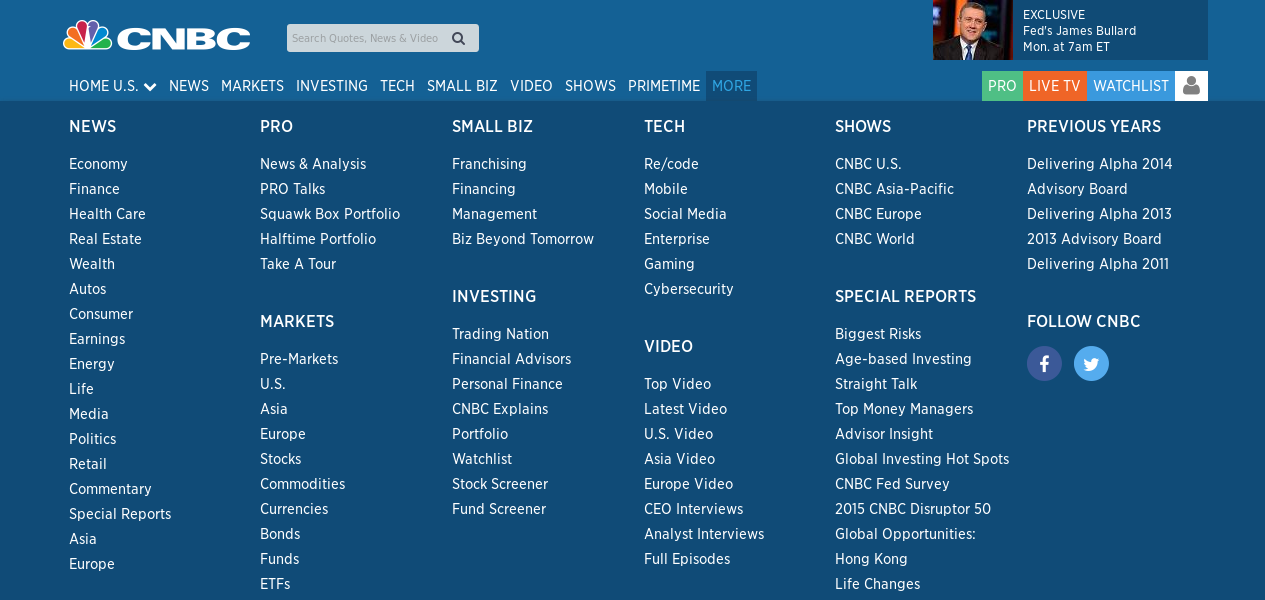 CNBC
Search Quotes, News & Video
EXCLUSIVE
Fed's James Bullard
Mon. at 7am ET
HOME U.S. NEWS MARKETS INVESTING TECH SMALL BIZ VIDEO SHOWS PRIMETIME MORE PRO LIVE TV WATCHLIST
NEWS
Economy
Finance
Health Care
Real Estate
Wealth
Autos
Consumer
Earnings
Energy
Life
Media
Politics
Retail
Commentary
Special Reports
Asia
Europe
PRO
News & Analysis
PRO Talks
Squawk Box Portfolio
Halftime Portfolio
Take A Tour
MARKETS
Pre-Markets
U.S.
Asia
Europe
Stocks
Commodities
Currencies
Bonds
Funds
ETFs
SMALL BIZ
Franchising
Financing
Management
Biz Beyond Tomorrow
INVESTING
Trading Nation
Financial Advisors
Personal Finance
CNBC Explains
Portfolio
Watchlist
Stock Screener
Fund Screener
TECH
Re/code
Mobile
Social Media
Enterprise
Gaming
Cybersecurity
VIDEO
Top Video
Latest Video
U.S. Video
Asia Video
Europe Video
CEO Interviews
Analyst Interviews
Full Episodes
SHOWS
CNBC U.S.
CNBC Asia-Pacific
CNBC Europe
CNBC World
SPECIAL REPORTS
Biggest Risks
Age-based Investing
Straight Talk
Top Money Managers
Advisor Insight
Global Investing Hot Spots
CNBC Fed Survey
2015 CNBC Disruptor 50
Global Opportunities:
Hong Kong
Life Changes
PREVIOUS YEARS
Delivering Alpha 2014
Advisory Board
Delivering Alpha 2013
2013 Advisory Board
Delivering Alpha 2011
FOLLOW CNBC